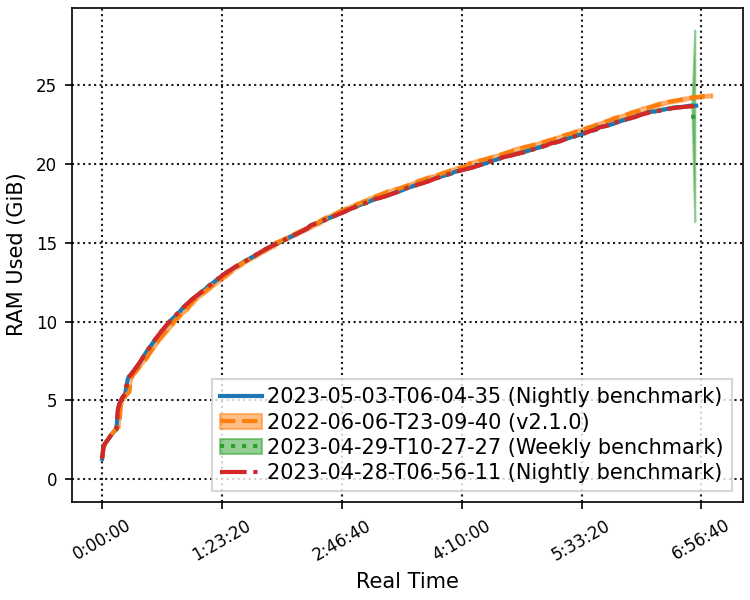 25
20
15
10
5
0
RAM Used (GiB)
2023-05-03-T06-04-35 (Nightly benchmark)
2022-06-06-T23-09-40 (v2.1.0)
2023-04-29-T10-27-27 (Weekly benchmark)
2023-04-28-T06-56-11 (Nightly benchmark)
0:00:00
1:23:20
2:46:40
4:10:00
5:33:20
6:56:40
Real Time